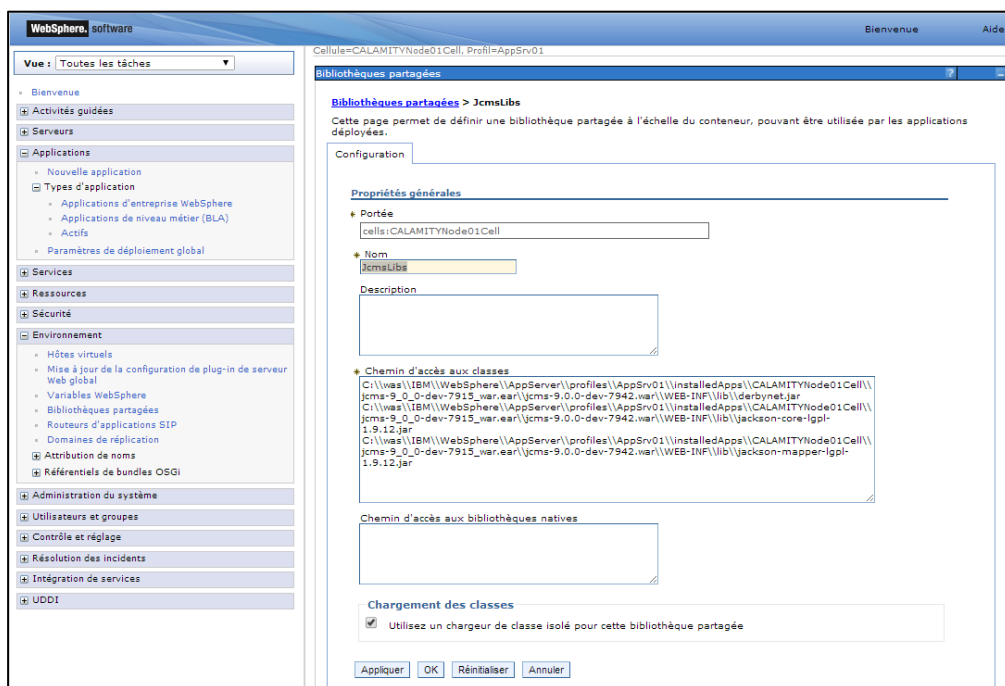 WebSphere. software
Bienvenue Aide
Cellule=CALAMITYNode01Cell, Profil=AppSrv01
Vue : Toutes les tâches
Bienvenue
Activités guidées
Serveurs
Applications
Nouvelle application
Types d'application
Applications d'entreprise WebSphere
Applications de niveau métier (BLA)
Actifs
Paramètres de déploiement global
Services
Ressources
Sécurité
Environnement
Hôtes virtuels
Mise à jour de la configuration de plug-in de serveur
Web global
Variables WebSphere
Bibliothèques partagées
Routeurs d'applications SIP
Domaines de réplication
Attribution de noms
Référentiels de bundles OSGi
Administration du système
Utilisateurs et groupes
Contrôle et réglage
Résolution des incidents
Intégration de services
UDDI
Bibliothèques partagées ?
Bibliothèques partagées > JcmsLibs
Cette page permet de définir une bibliothèque partagée à l'échelle du conteneur, pouvant être utilisée par les applications
déployées.
Configuration
Propriétés générales
* Portée
cells:CALAMITYNode01Cell
* Nom
JcmsLibs
Description
* Chemin d'accès aux classes
C:\\was\\IBM\\WebSphere\\AppServer\\profiles\\AppSrv01\\installedApps\\CALAMITYNode01Cell\\
jcms-9_0_0-dev-7915_war.ear\\jcms-9.0.0-dev-7942.war\\WEB-INF\\lib\\derbynet.jar
C:\\was\\IBM\\WebSphere\\AppServer\\profiles\\AppSrv01\\installedApps\\CALAMITYNode01Cell\\
jcms-9_0_0-dev-7915_war.ear\\jcms-9.0.0-dev-7942.war\\WEB-INF\\lib\\jackson-core-lgpl-
1.9.12.jar
C:\\was\\IBM\\WebSphere\\AppServer\\profiles\\AppSrv01\\installedApps\\CALAMITYNode01Cell\\
jcms-9_0_0-dev-7915_war.ear\\jcms-9.0.0-dev-7942.war\\WEB-INF\\lib\\jackson-mapper-lgpl-
1.9.12.jar
Chemin d'accès aux bibliothèques natives
Chargement des classes
Utilisez un chargeur de classe isolé pour cette bibliothèque partagée
Appliquer OK Réinitialiser Annuler